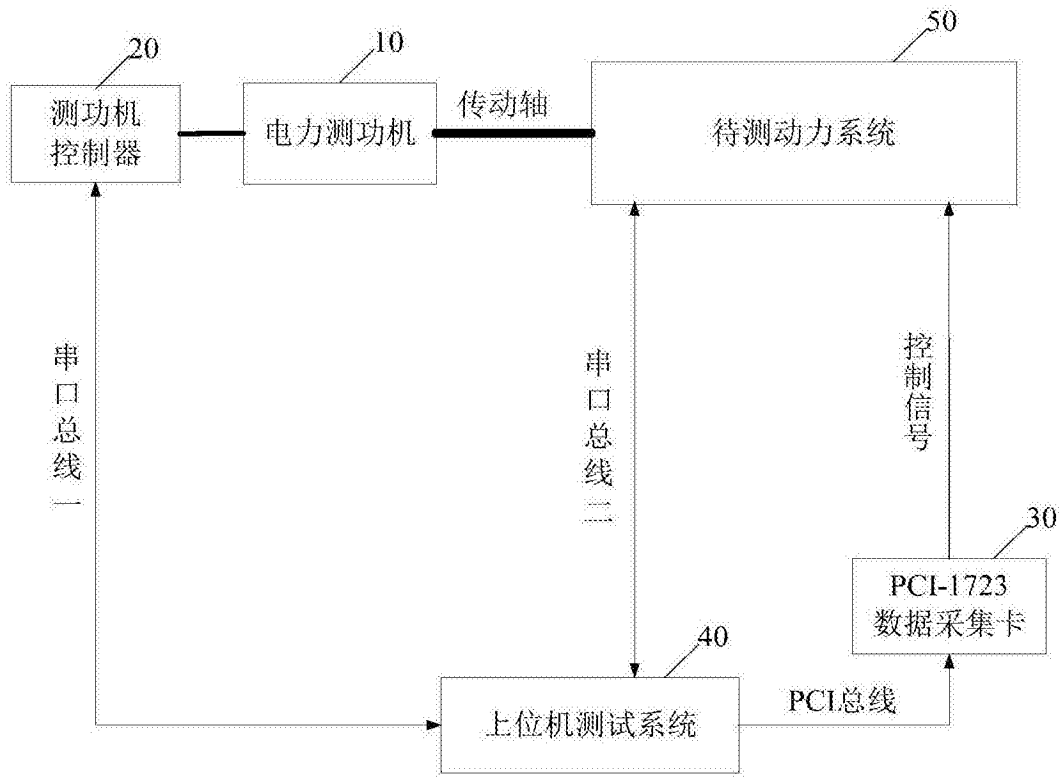 20
10
50
测功机
控制器
电力测功机
传动轴
待测动力系统
串口总线一
串口总线二
控制信号
30
PCI-1723
数据采集卡
40
上位机测试系统
PCI总线